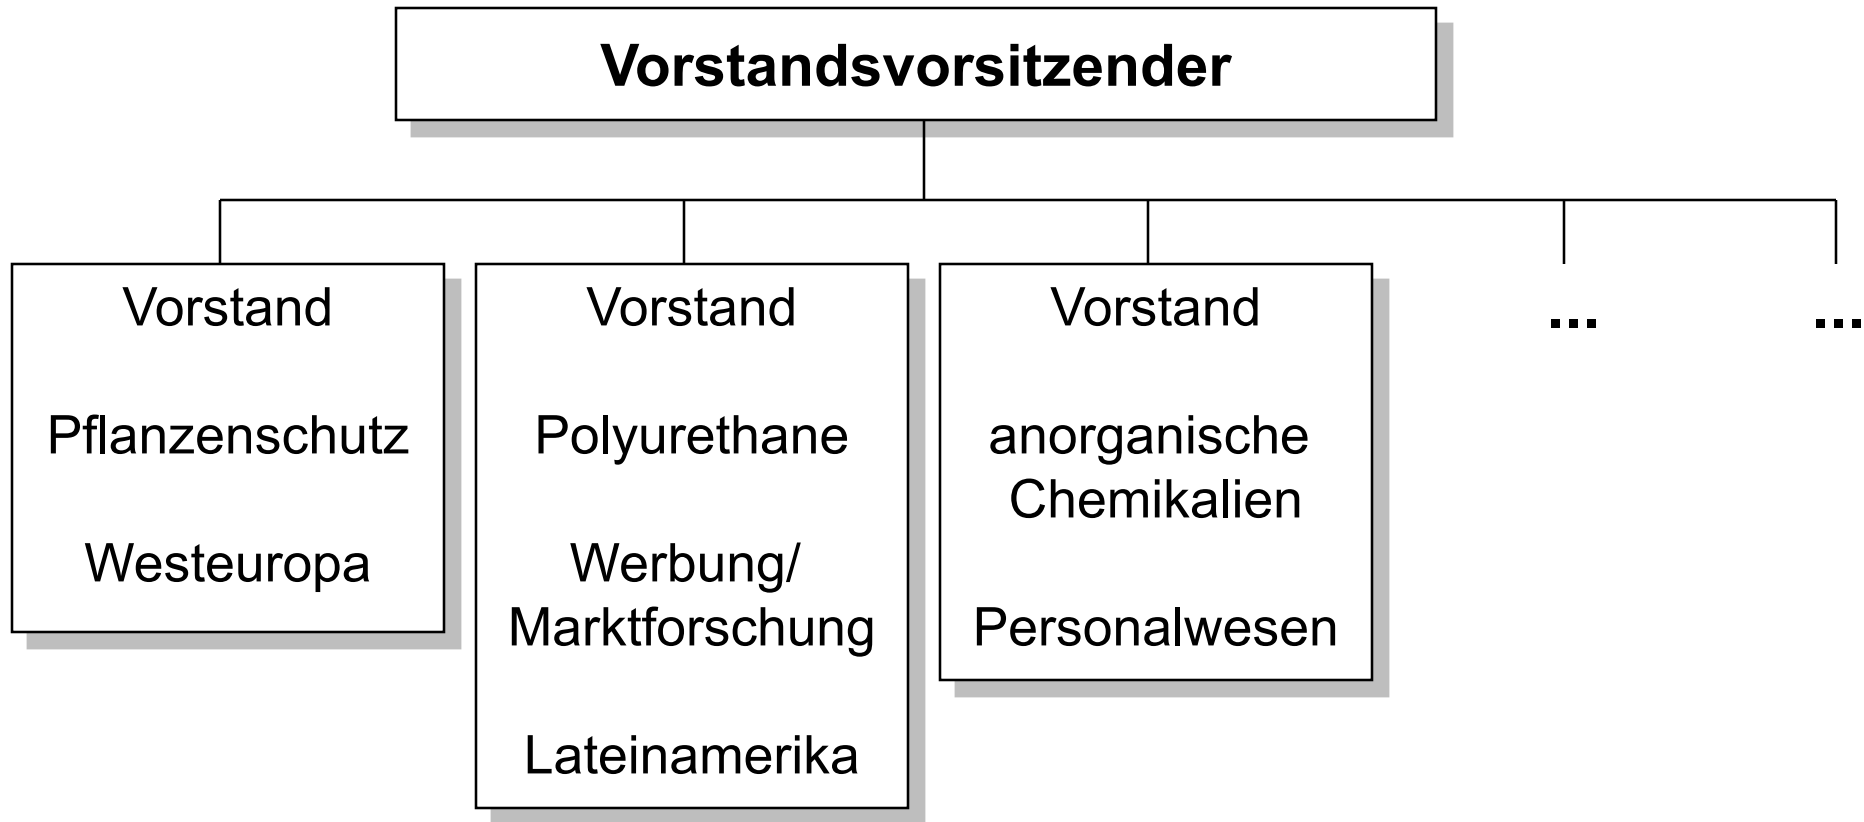 Vorstandsvorsitzender
Vorstand
Pflanzenschutz
Westeuropa
Vorstand
Polyurethane
Werbung/
Marktforschung
Lateinamerika
Vorstand
anorganische
Chemikalien
Personalwesen
...
...